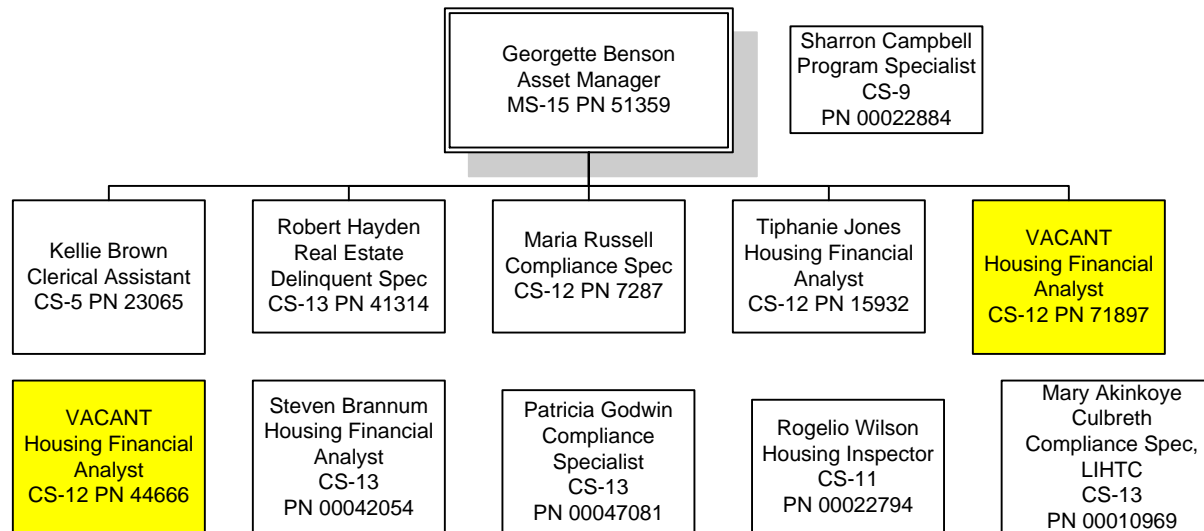 Georgette Benson
Asset Manager
MS-15 PN 51359
Sharron Campbell
Program Specialist
CS-9
PN 00022884
Kellie Brown
Clerical Assistant
CS-5 PN 23065
Robert Hayden
Real Estate
Delinquent Spec
CS-13 PN 41314
Maria Russell
Compliance Spec
CS-12 PN 7287
Tiphanie Jones
Housing Financial
Analyst
CS-12 PN 15932
VACANT
Housing Financial
Analyst
CS-12 PN 71897
VACANT
Housing Financial
Analyst
CS-12 PN 44666
Steven Brannum
Housing Financial
Analyst
CS-13
PN 00042054
Patricia Godwin
Compliance
Specialist
CS-13
PN 00047081
Rogelio Wilson
Housing Inspector
CS-11
PN 00022794
Mary Akinkoye
Culbreth
Compliance Spec,
LIHTC
CS-13
PN 00010969